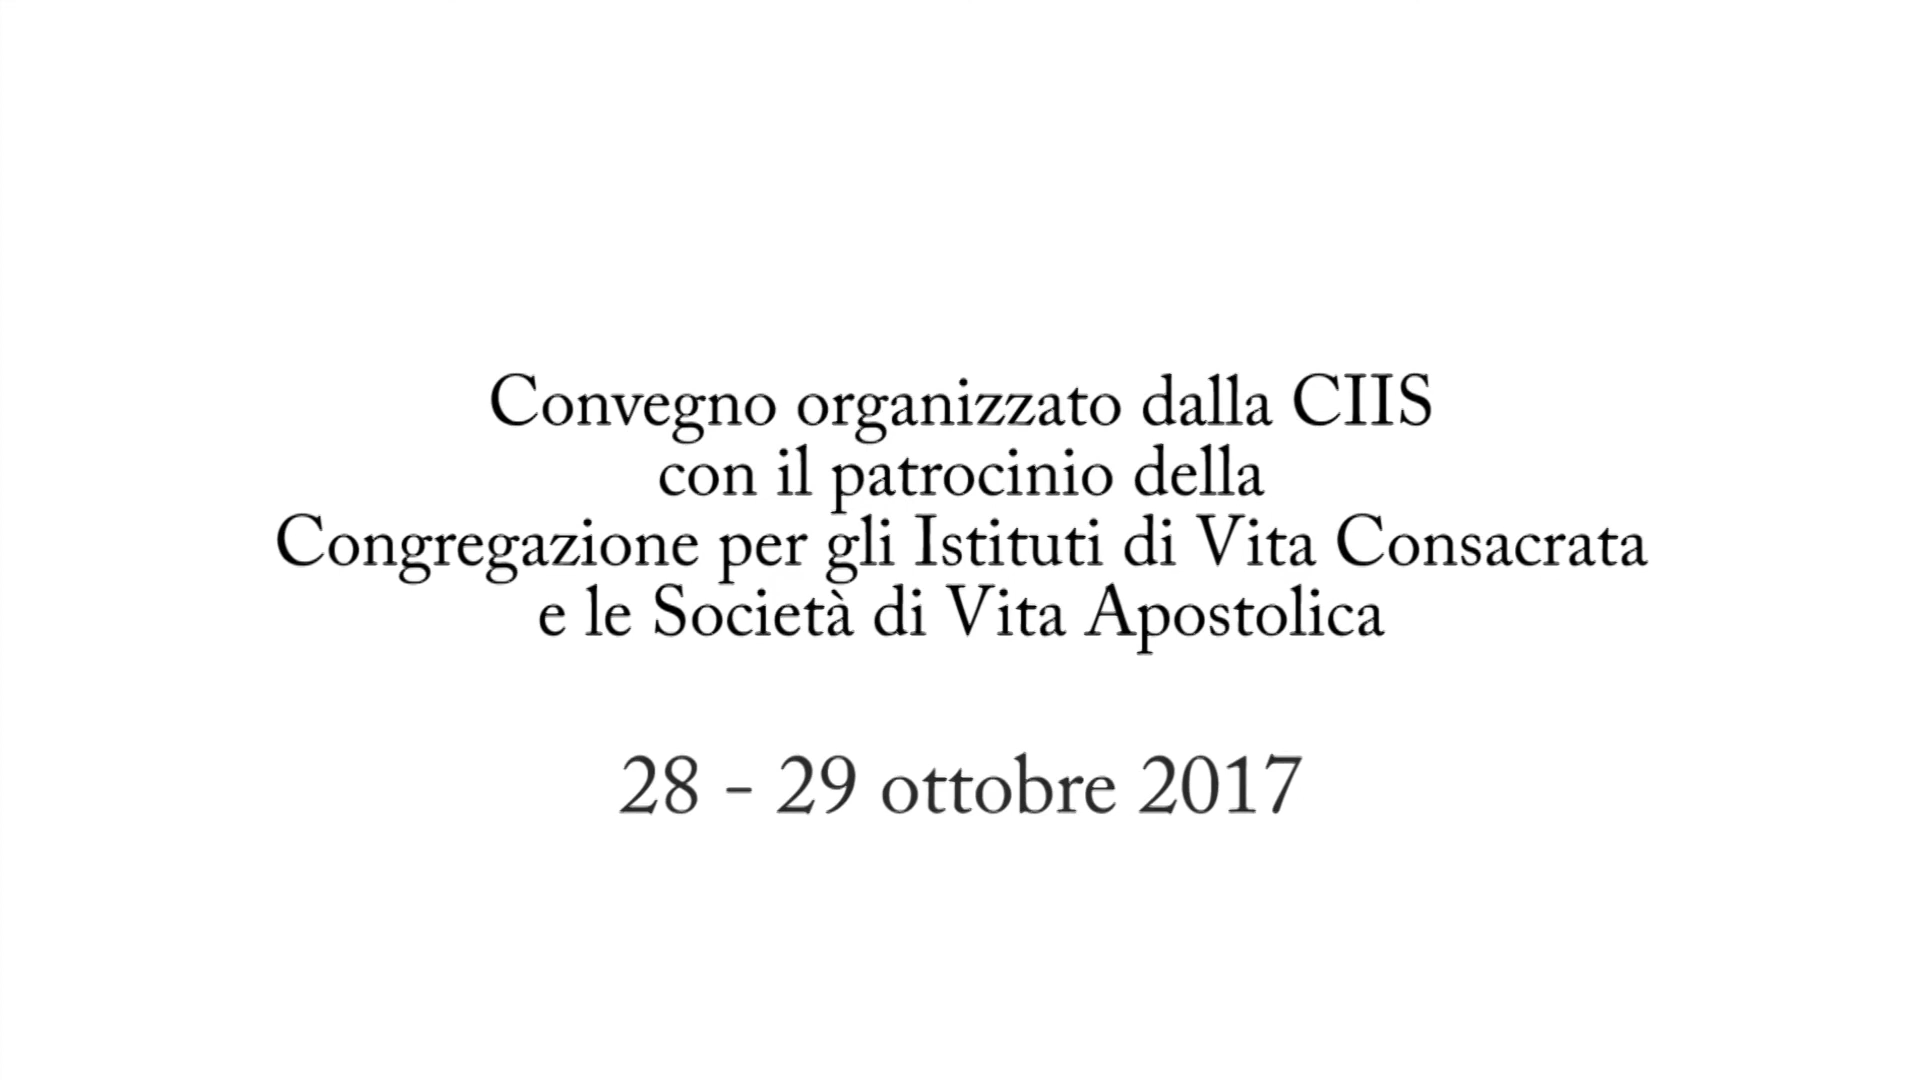 Convegno organizzato dalla CIIS
con il patrocinio della
Congregazione per gli Istituti di Vita Consacrata
e le Società di Vita Apostolica
28 - 29 ottobre 2017